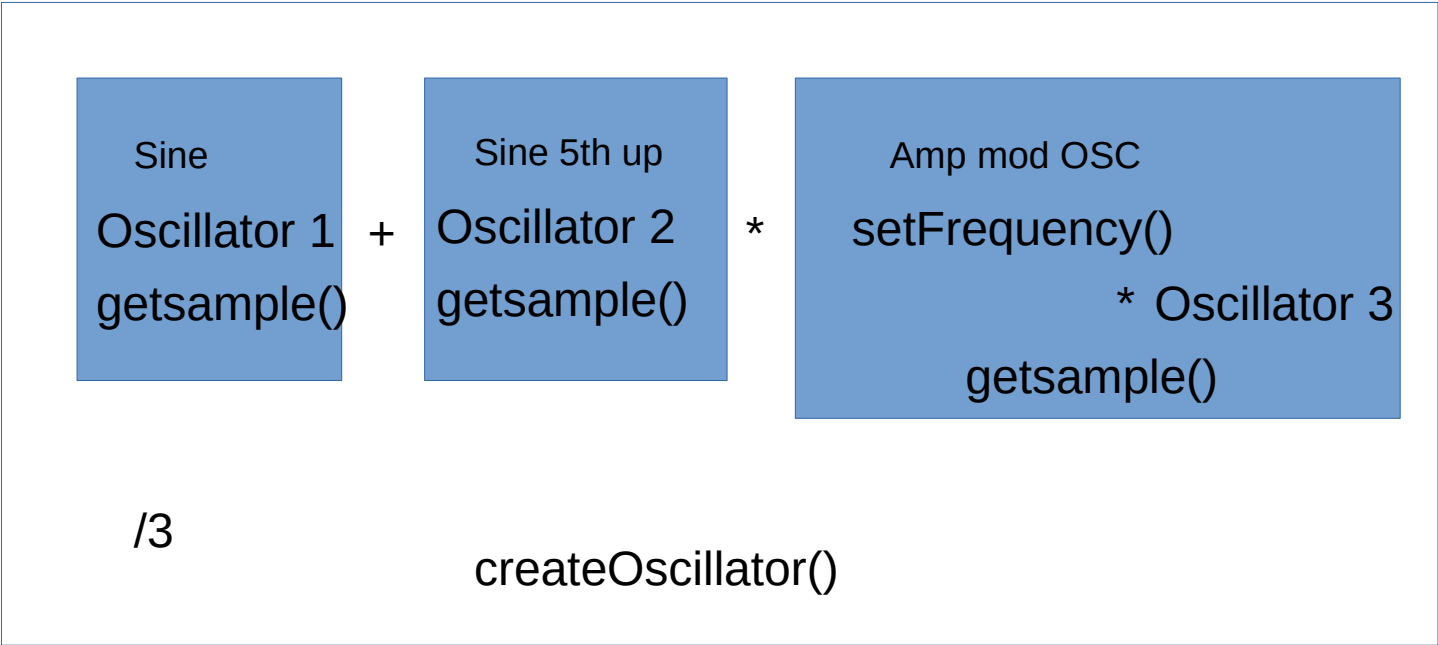 Sine
Oscillator 1
getsample()
+
Sine 5th up
Oscillator 2
getsample()
*
Amp mod OSC
setFrequency()
* Oscillator 3
getsample()
/3
createOscillator()